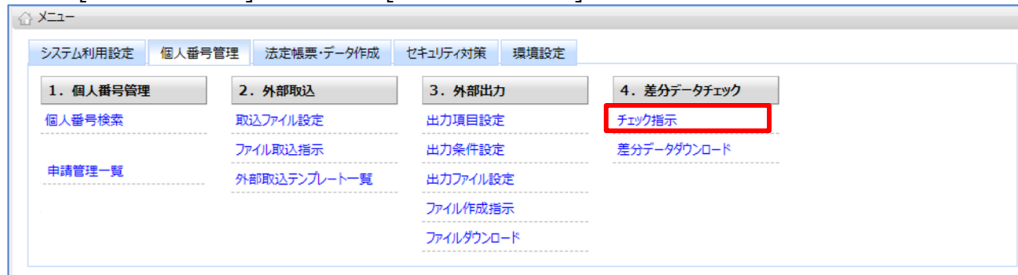 メニュー
システム利用設定 個人番号管理 法定帳票・データ作成 セキュリティ対策 環境設定
1. 個人番号管理
個人番号検索
申請管理一覧
2. 外部取込
取込ファイル設定
ファイル取込指示
外部取込テンプレート一覧
3. 外部出力
出力項目設定
出力条件設定
出力ファイル設定
ファイル作成指示
ファイルダウンロード
4. 差分データチェック
チェック指示
差分データダウンロード